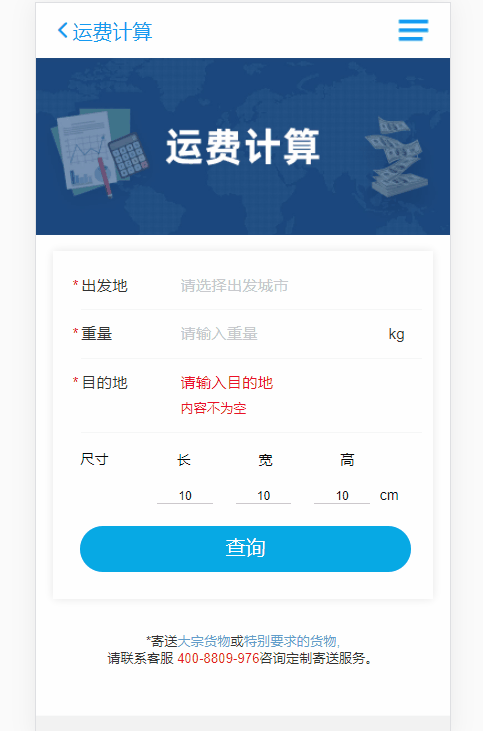 运费计算
运费计算
*出发地 请选择出发城市
*重量 请输入重量 kg
*目的地 请输入目的地
内容不为空
尺寸 长 宽 高
10 10 10 cm
查询
*寄送大宗货物或特别要求的货物,
请联系客服 400-8809-976咨询定制寄送服务。